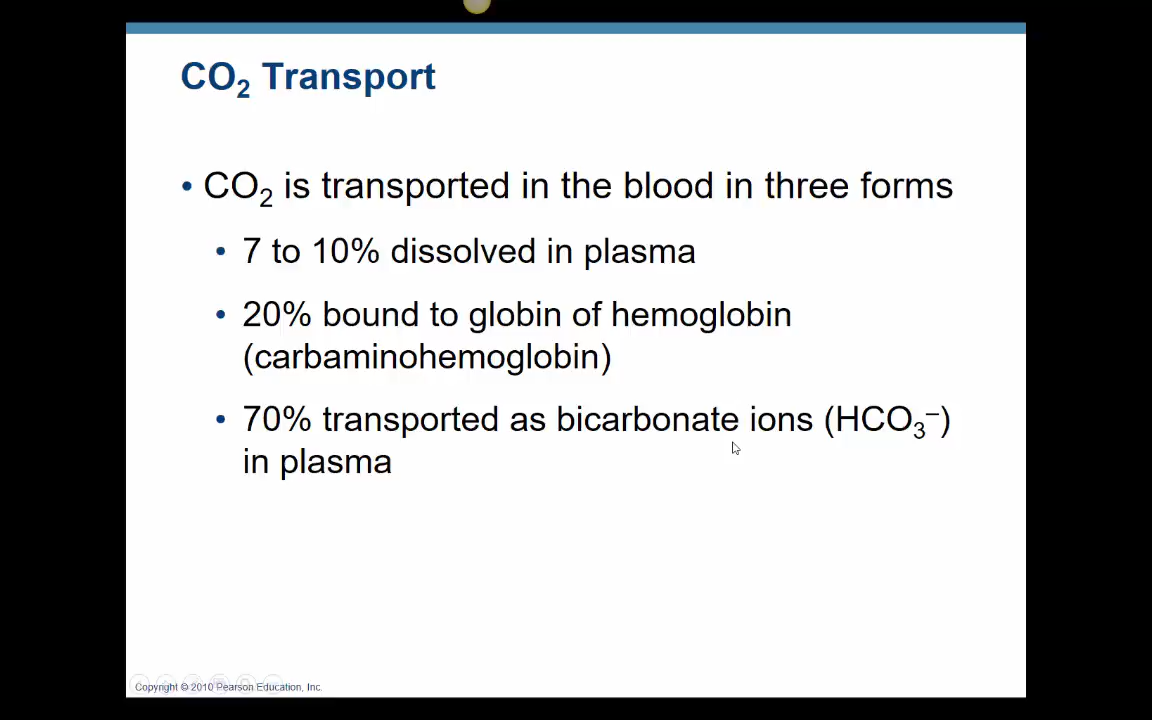 CO₂ Transport
• CO₂ is transported in the blood in three forms
• 7 to 10% dissolved in plasma
• 20% bound to globin of hemoglobin
(carbaminohemoglobin)
• 70% transported as bicarbonate ions (HCO₃⁻)
in plasma
Copyright © 2010 Pearson Education, Inc.